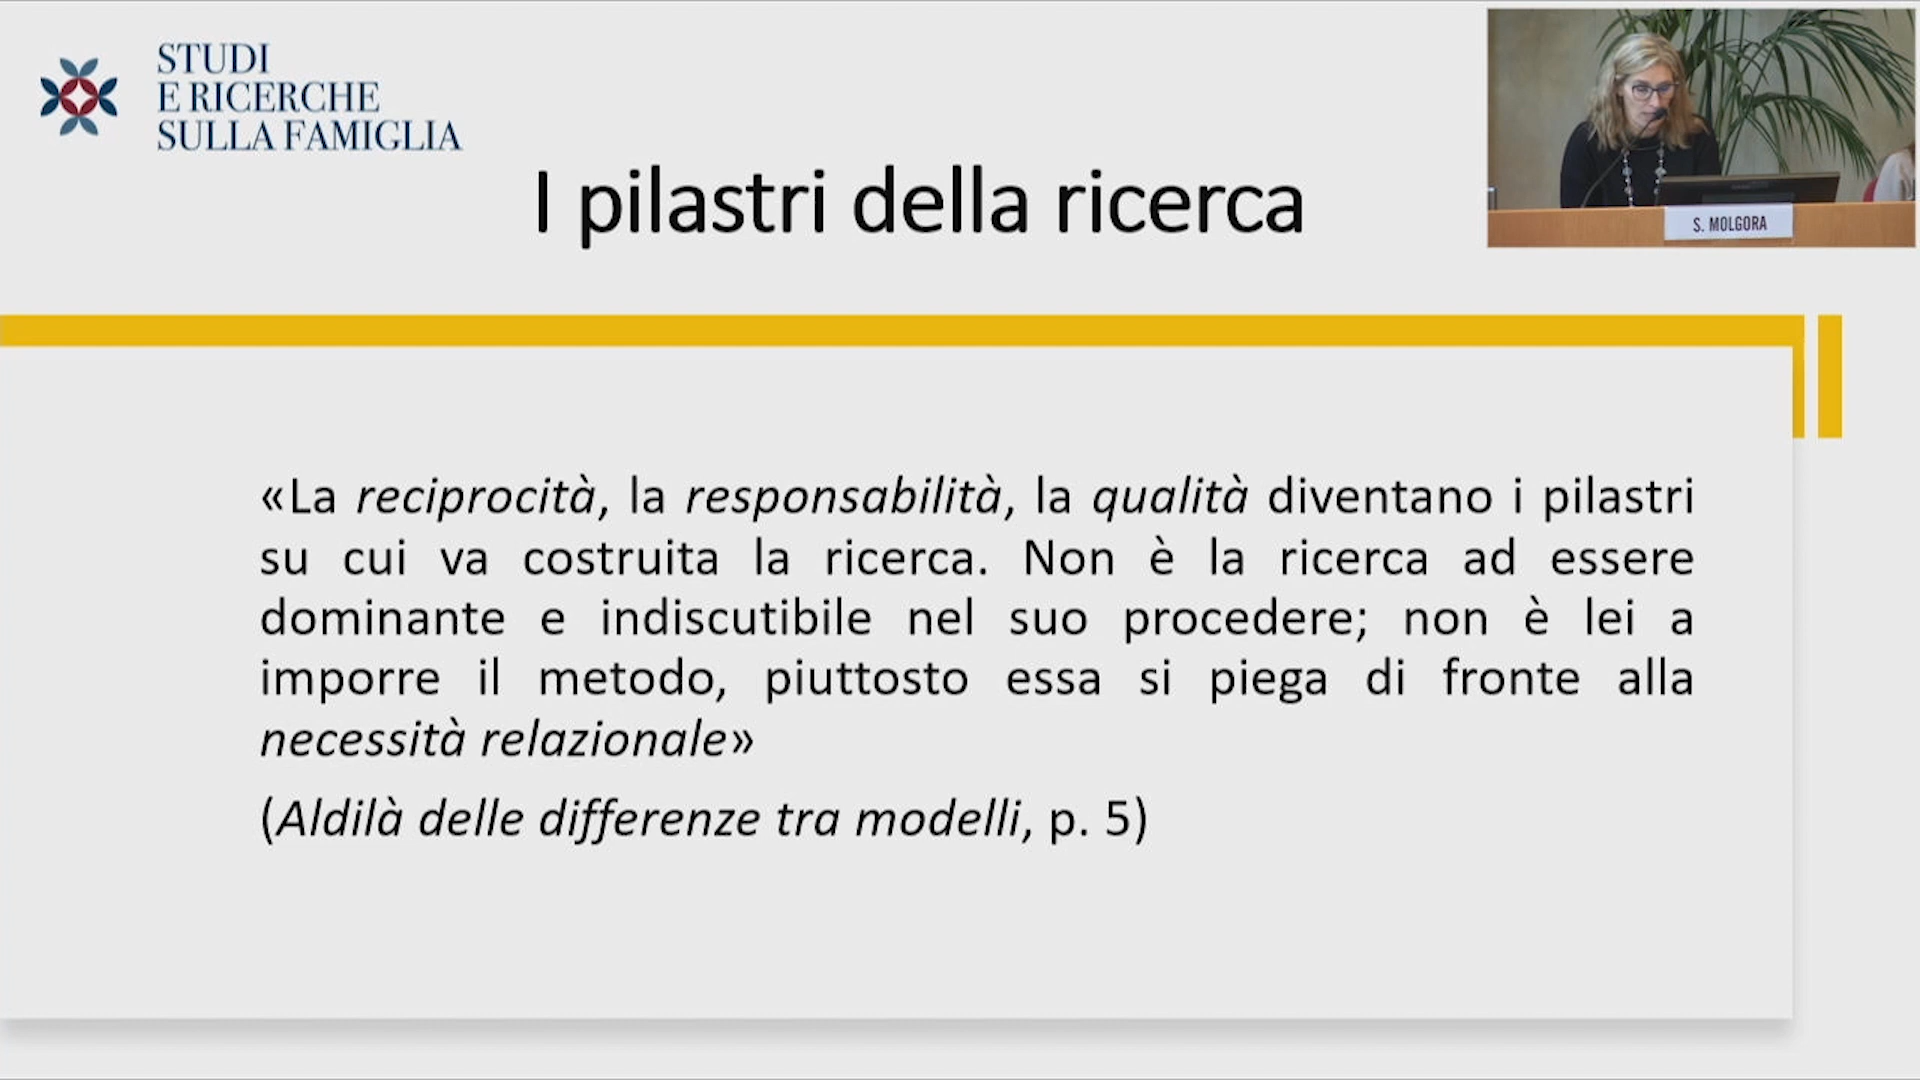 STUDI
E RICERCHE
SULLA FAMIGLIA
I pilastri della ricerca
S. MOLGORA
«La reciprocità, la responsabilità, la qualità diventano i pilastri
su cui va costruita la ricerca. Non è la ricerca ad essere
dominante e indiscutibile nel suo procedere; non è lei a
imporre il metodo, piuttosto essa si piega di fronte alla
necessità relazionale»
(Aldilà delle differenze tra modelli, p. 5)